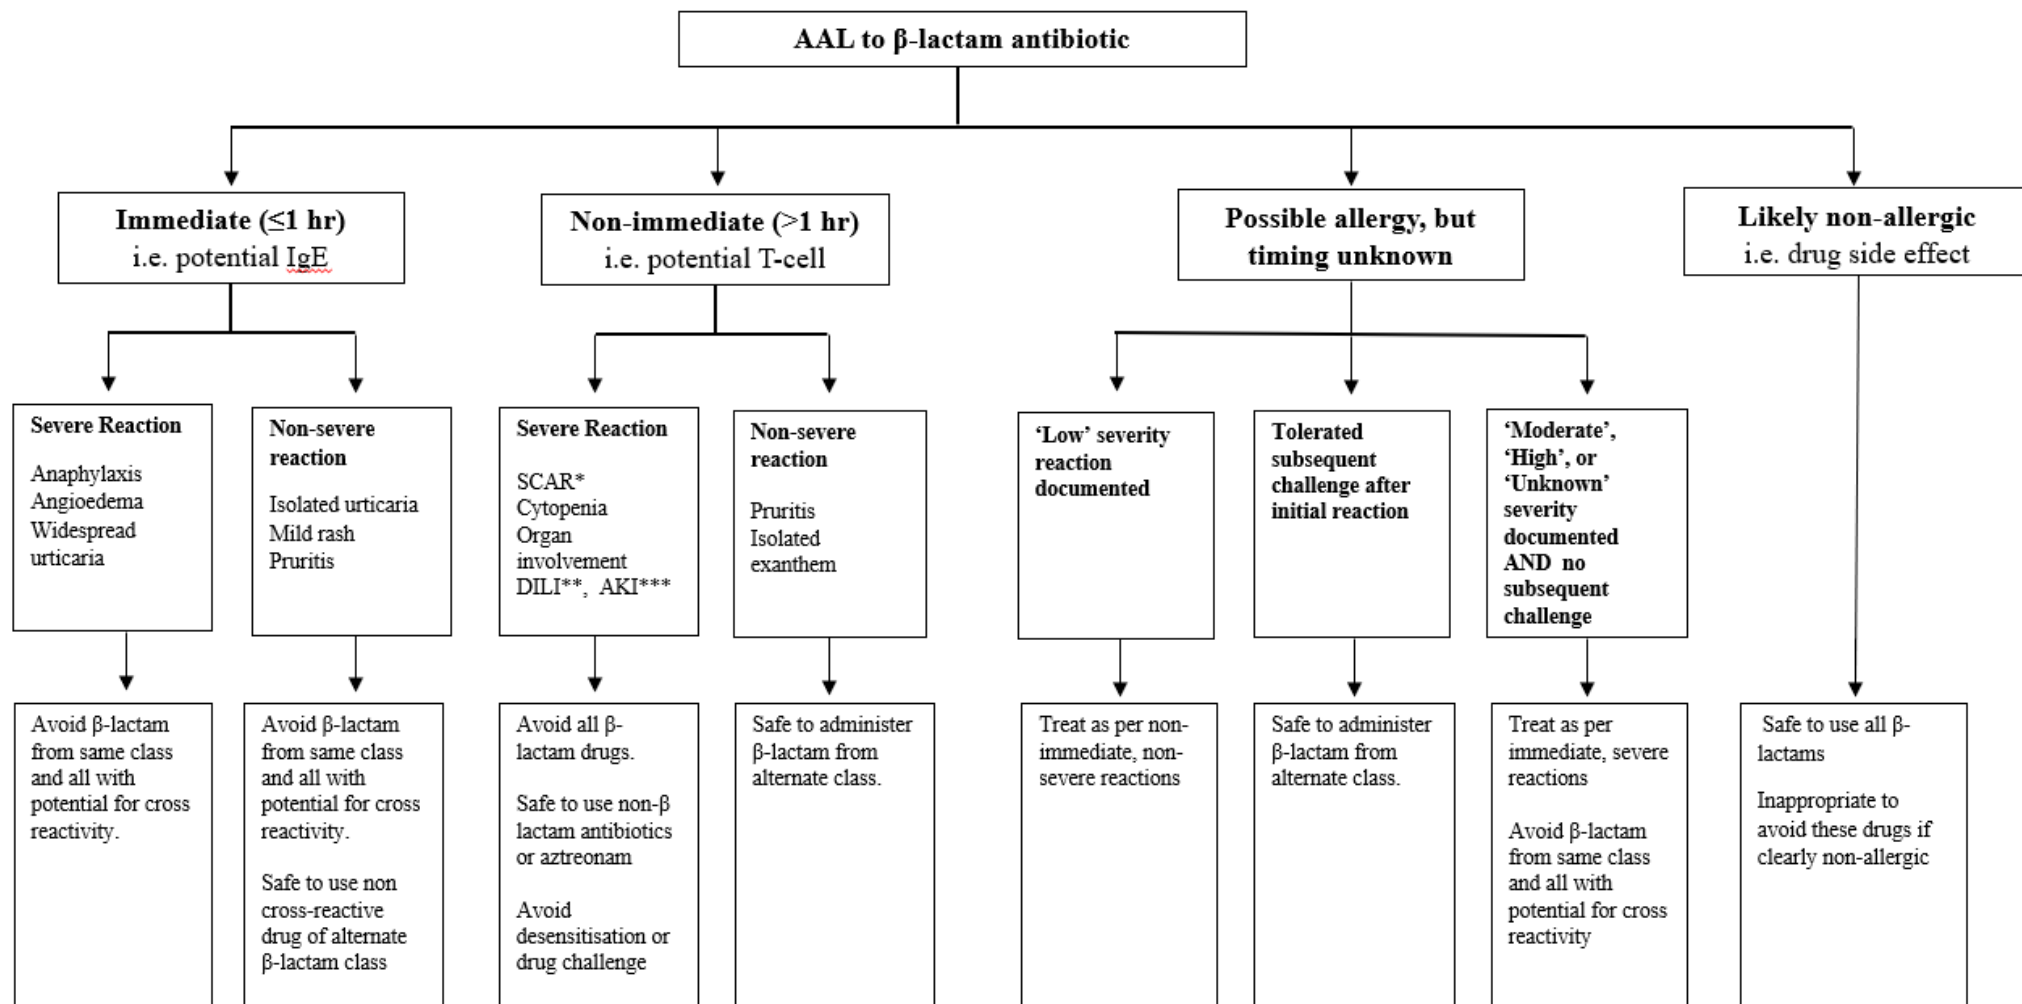 AAL to β-lactam antibiotic
Immediate (≤1 hr)
i.e. potential IgE
Non-immediate (>1 hr)
i.e. potential T-cell
Possible allergy, but
timing unknown
Likely non-allergic
i.e. drug side effect
Severe Reaction
Anaphylaxis
Angioedema
Widespread
urticaria
Non-severe
reaction
Isolated urticaria
Mild rash
Pruritis
Severe Reaction
SCAR*
Cytopenia
Organ
involvement
DILI**, AKI***
Non-severe
reaction
Pruritis
Isolated
exanthem
‘Low’ severity
reaction
documented
Tolerated
subsequent
challenge after
initial reaction
‘Moderate’,
‘High’, or
‘Unknown’
severity
documented
AND no
subsequent
challenge
Avoid β-lactam
from same class
and all with
potential for cross
reactivity.
Avoid β-lactam
from same class
and all with
potential for cross
reactivity.
Safe to use non
cross-reactive
drug of alternate
β-lactam class
Avoid all β-
lactam drugs.
Safe to use non-β
lactam antibiotics
or aztreonam
Avoid
desensitisation or
drug challenge
Safe to administer
β-lactam from
alternate class.
Treat as per non-
immediate, non-
severe reactions
Safe to administer
β-lactam from
alternate class.
Treat as per
immediate, severe
reactions
Avoid β-lactam
from same class
and all with
potential for cross
reactivity
Safe to use all β-
lactams
Inappropriate to
avoid these drugs if
clearly non-allergic